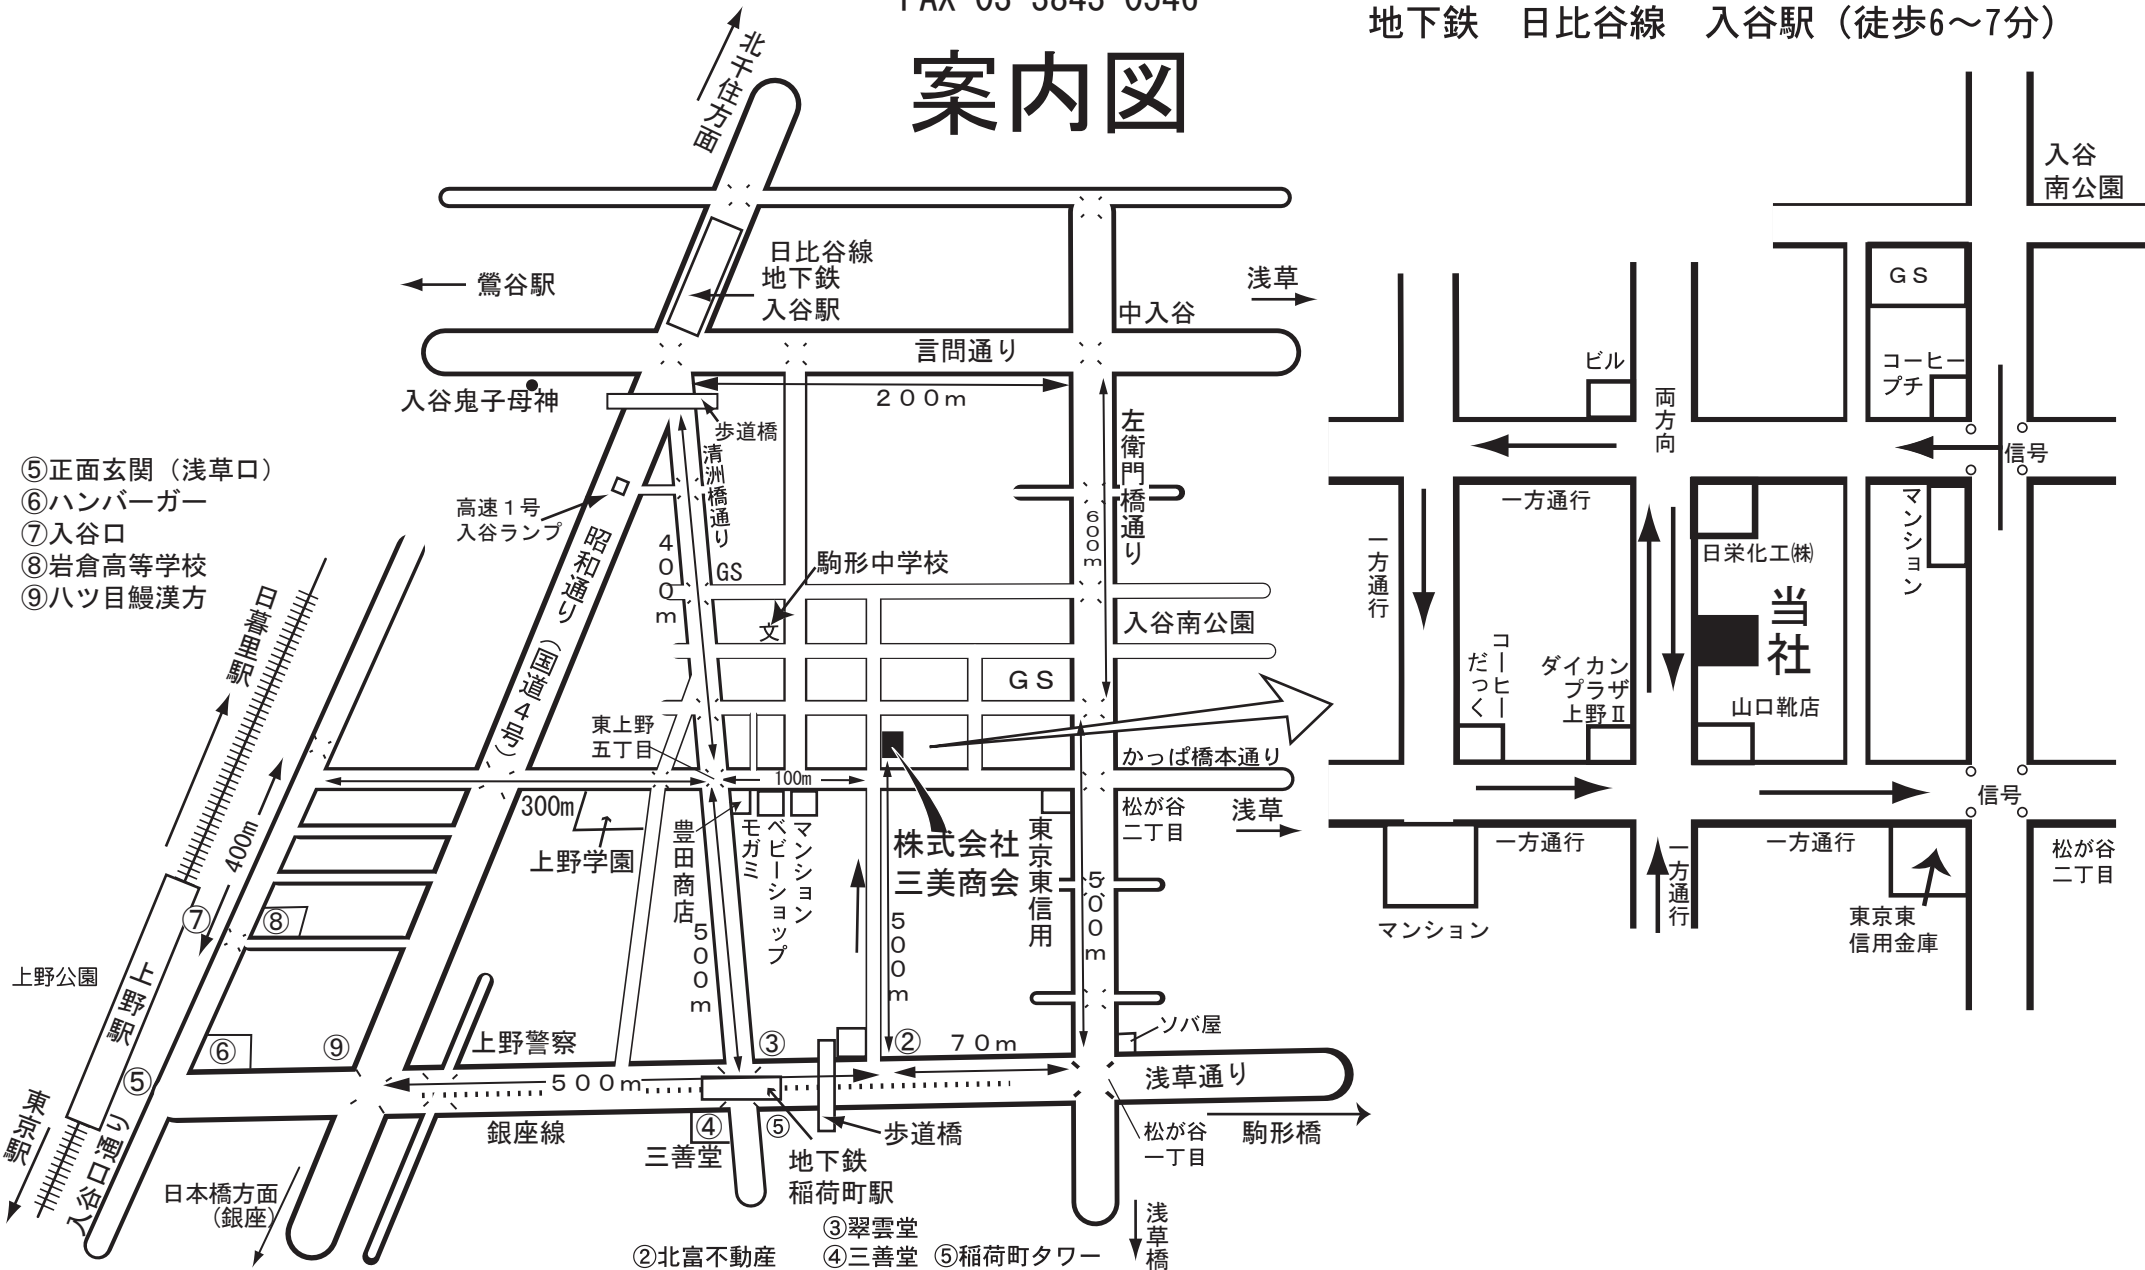 FAX 03-3843-0546
地下鉄　日比谷線　入谷駅（徒歩6～7分）
案内図
北千住方面
鶯谷駅
日比谷線
地下鉄
入谷駅
浅草
中入谷
言問通り
入谷鬼子母神
200m
歩道橋
清洲橋通り
左衛門橋通り
600m
⑤正面玄関（浅草口）
⑥ハンバーガー
⑦入谷口
⑧岩倉高等学校
⑨八ツ目鰻漢方
高速1号
入谷ランプ
昭和通り（国道4号）
400m
GS
駒形中学校
文
入谷南公園
GS
日暮里駅
東上野
五丁目
100m
かっぱ橋本通り
300m
400m
上野学園
豊田商店
モガミ
ベビーショップ
マンション
株式会社
三美商会
東京東信用
松が谷
二丁目
浅草
500m
500m
500m
⑦
⑧
上野公園
上野駅
⑥
⑨
⑤
上野警察
③
②
70m
ソバ屋
500m
浅草通り
東京駅
入谷口通り
銀座線
④
三善堂
⑤
歩道橋
地下鉄
稲荷町駅
松が谷
一丁目
駒形橋
日本橋方面
（銀座）
浅草橋
②北富不動産
③翠雲堂
④三善堂
⑤稲荷町タワー
入谷
南公園
GS
ビル
コーヒー
プチ
両方向
信号
一方通行
マンション
一方通行
日栄化工㈱
当社
コーヒー
だっく
ダイカン
プラザ
上野Ⅱ
山口靴店
信号
一方通行
一方通行
一方通行
マンション
東京東
信用金庫
松が谷
二丁目